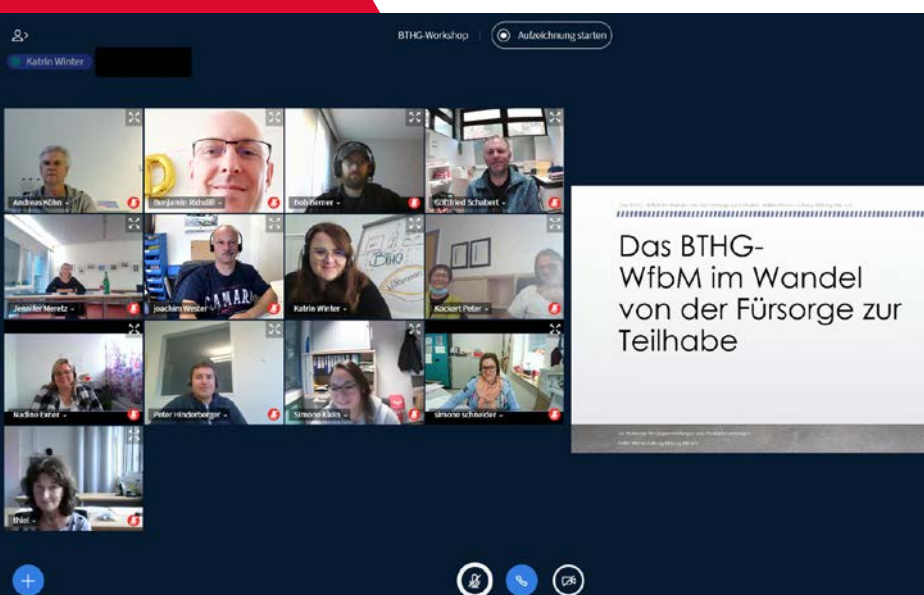 BTHG-Workshop
Aufzeichnung starten
Katrin Winter
Andreas Köhn
Benjamin Ridsdill
Bob Berner
Gottfried Schabert
Jennifer Meretz
Joachim Wester
Katrin Winter
Kockert Peter
CAMARO
BTHG
Nadine Exner
Peter Hinderberger
Simone Klein
simone schneider
thiel
Das BTHG-
WfbM im Wandel
von der Fürsorge zur
Teilhabe